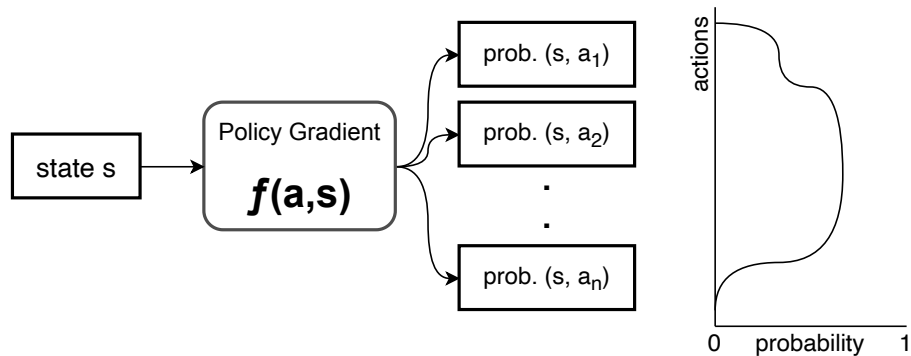 state s
Policy Gradient
f(a,s)
prob. (s, a₁)
prob. (s, a₂)
.
.
prob. (s, aₙ)
actions
0 probability 1